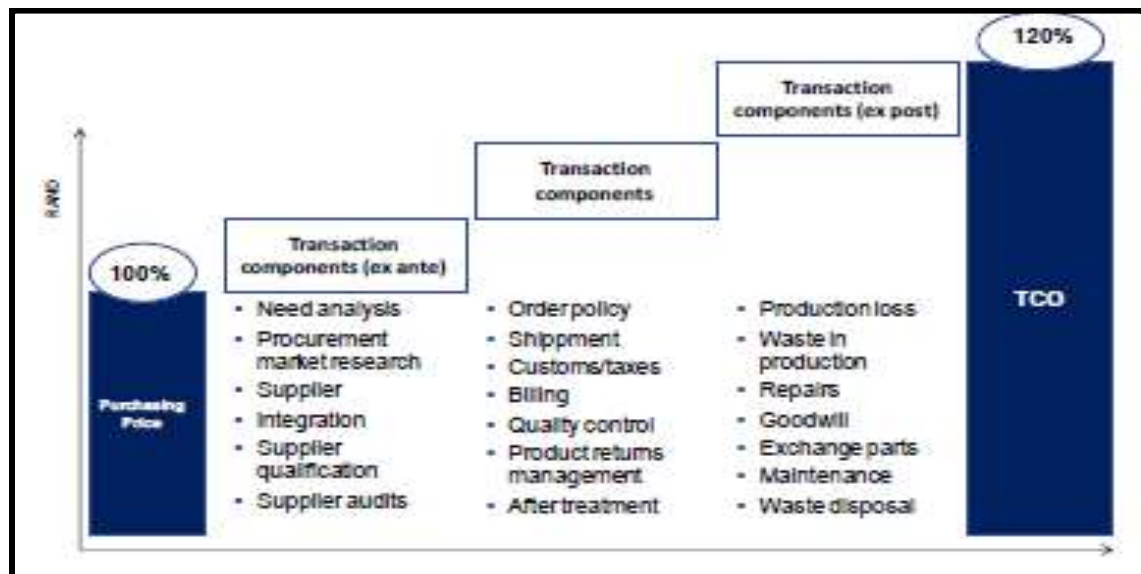 120%
Transaction
components (ex post)
Transaction
components
RAND
Transaction
components (ex ante)
100%
TCO
Purchasing
Price
• Need analysis
• Procurement
market research
• Supplier
• Integration
• Supplier
qualification
• Supplier audits
• Order policy
• Shippment
• Customs/taxes
• Billing
• Quality control
• Product returns
management
• After treatment
• Production loss
• Waste in
production
• Repairs
• Goodwill
• Exchange parts
• Maintenance
• Waste disposal